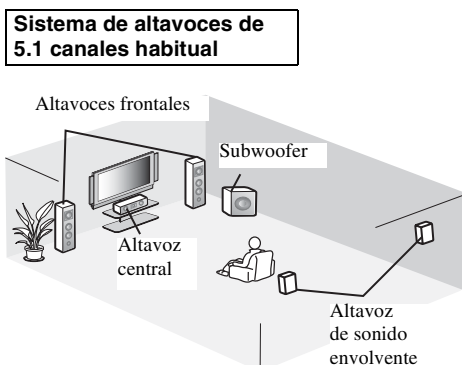 Sistema de altavoces de
5.1 canales habitual
Altavoces frontales
Subwoofer
Altavoz
central
Altavoz
de sonido
envolvente